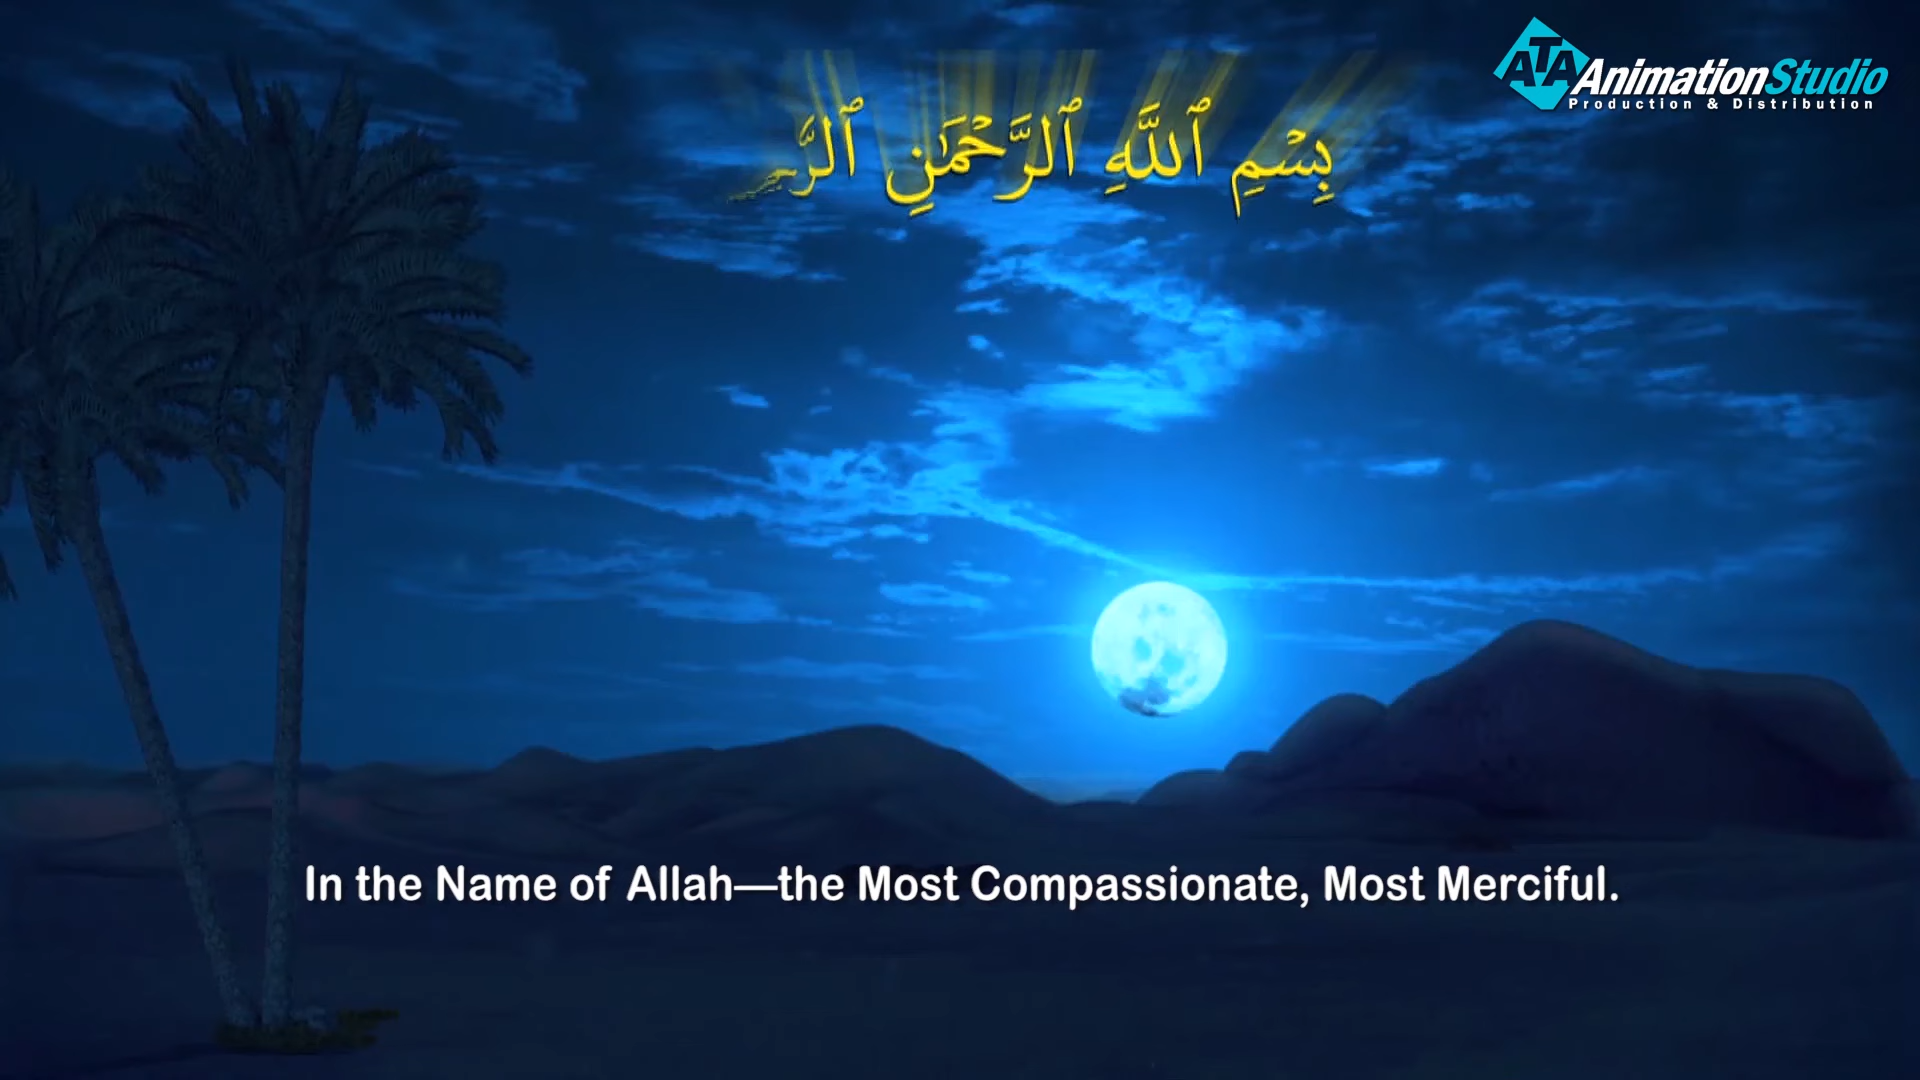 ATA AnimationStudio
Production & Distribution
بِسْمِ ٱللَّهِ ٱلرَّحْمَٰنِ
In the Name of Allah—the Most Compassionate, Most Merciful.